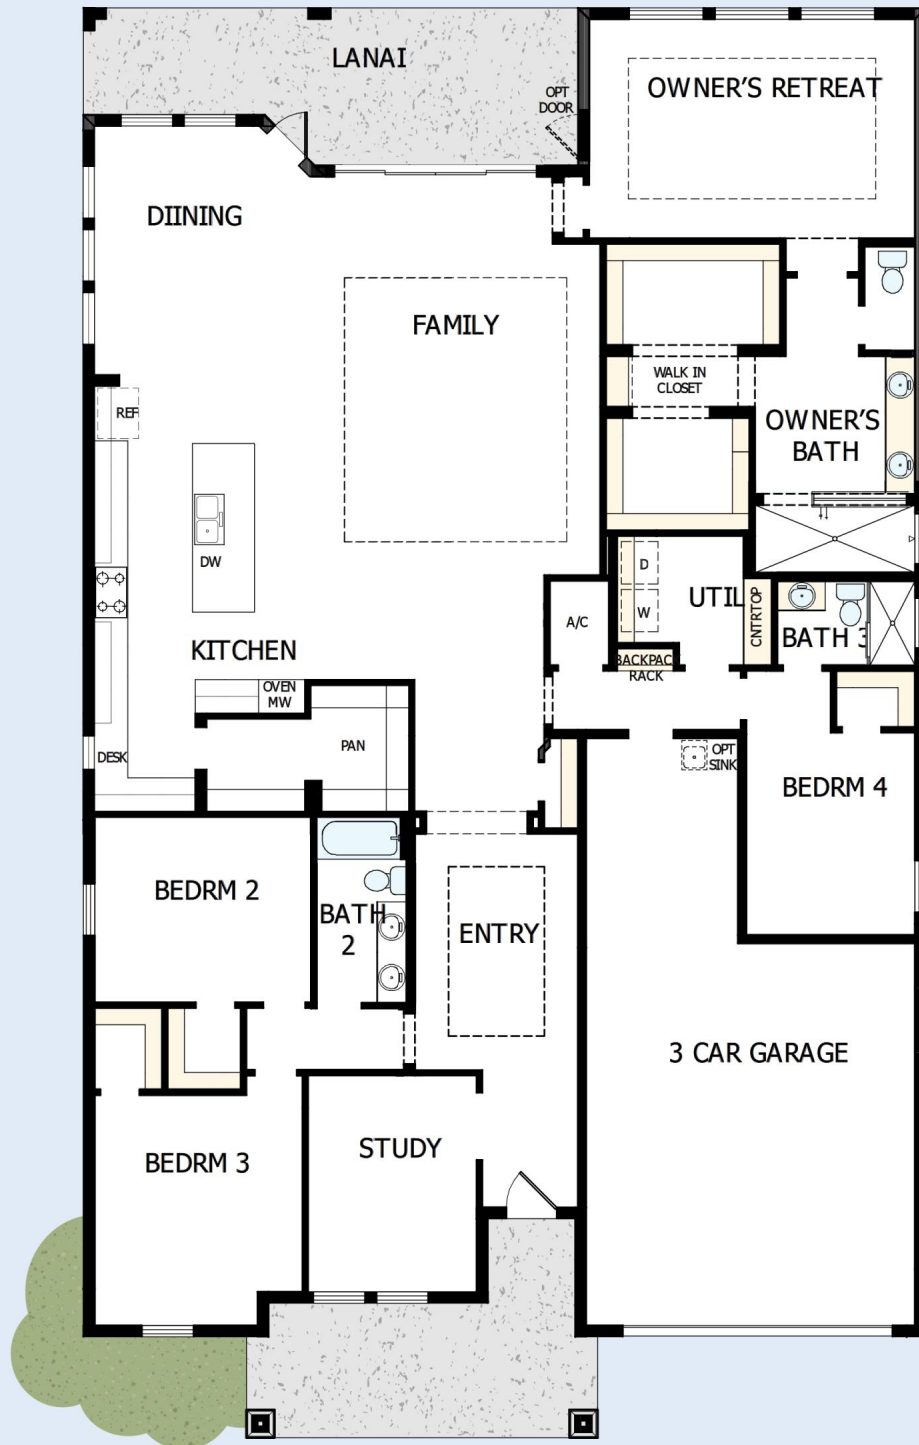 LANAI
OPT
DOOR
OWNER'S RETREAT
DIINING
FAMILY
WALK IN
CLOSET
REF
OWNER'S
BATH
DW
D
W
UTIL
CNTRTOP
A/C
BATH 3
KITCHEN
BACKPACK
RACK
OVEN
MW
PAN
DESK
OPT
SINK
BEDRM 4
BEDRM 2
BATH
2
ENTRY
3 CAR GARAGE
BEDRM 3
STUDY